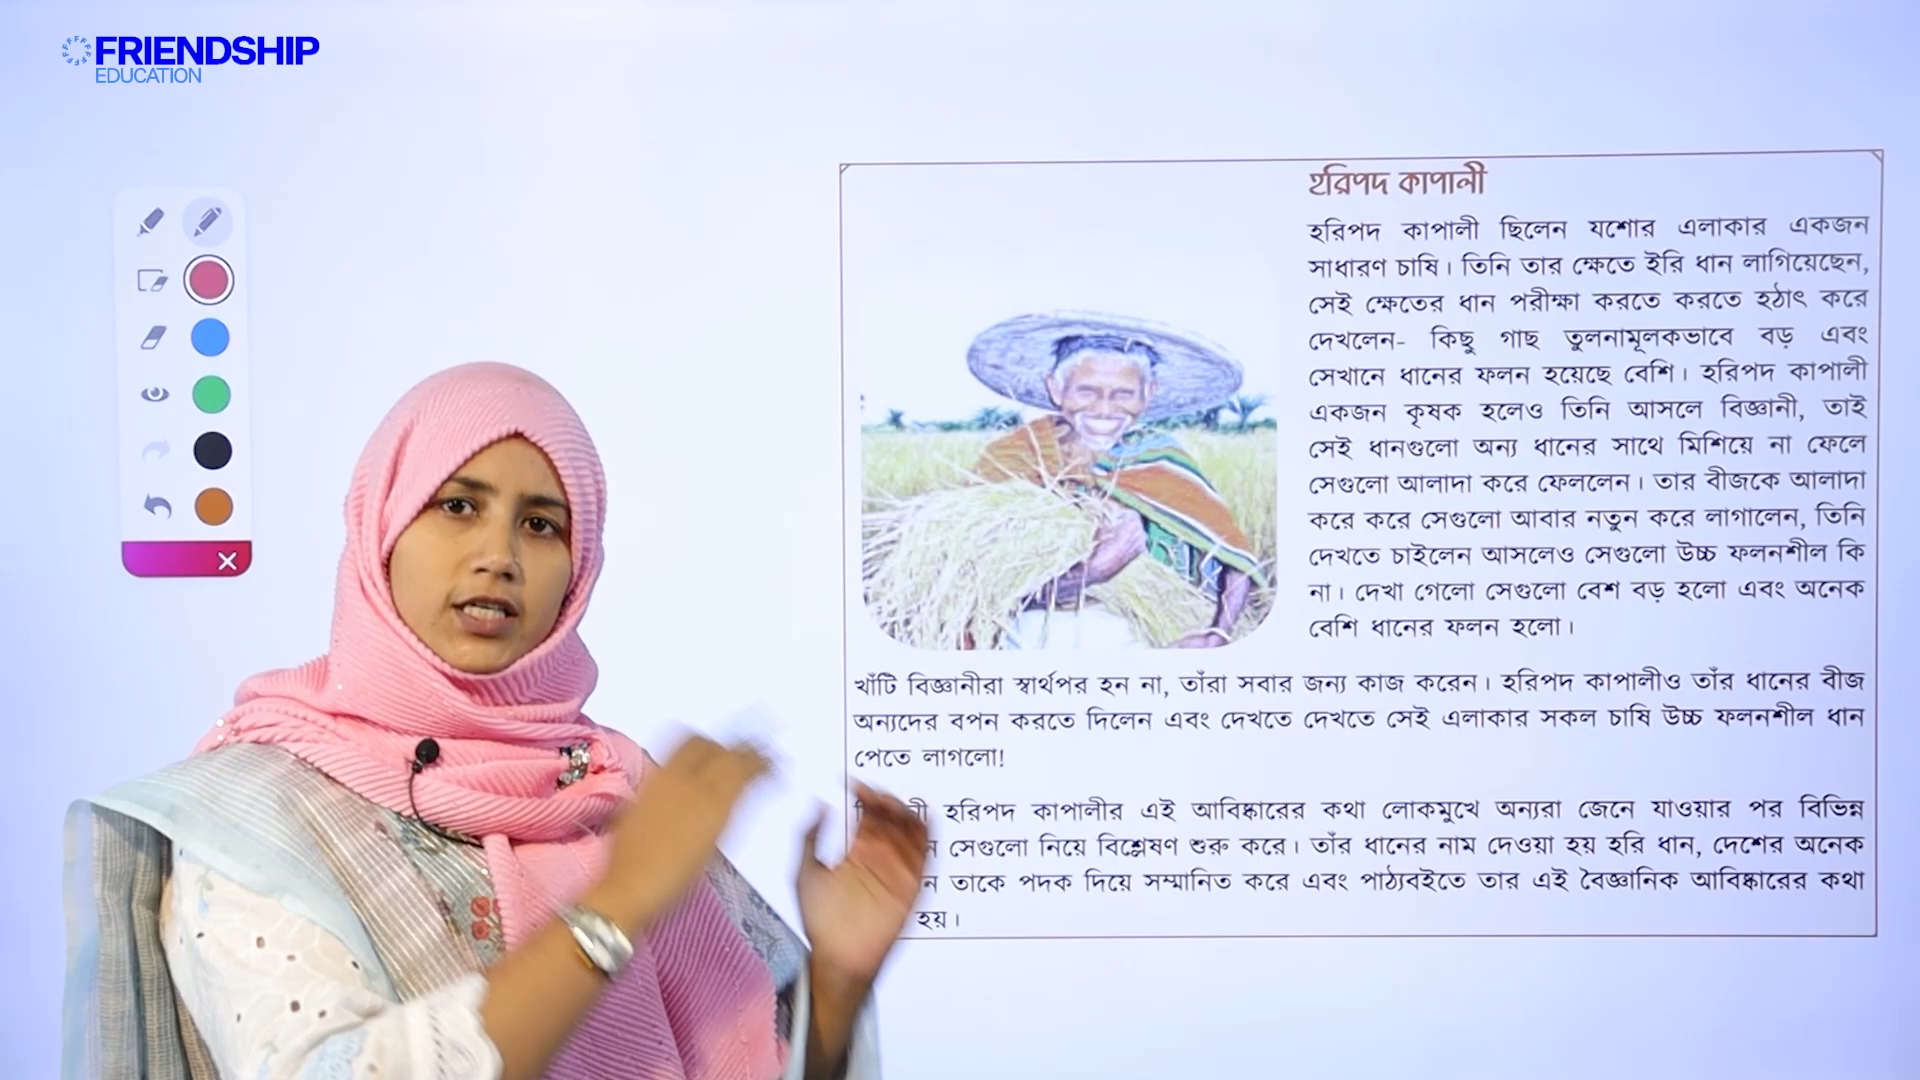 FRIENDSHIP
EDUCATION
হরিপদ কাপালী
হরিপদ কাপালী ছিলেন যশোর এলাকার একজন
সাধারণ চাষি। তিনি তার ক্ষেতে ইরি ধান লাগিয়েছেন,
সেই ক্ষেতের ধান পরীক্ষা করতে করতে হঠাৎ করে
দেখলেন- কিছু গাছ তুলনামূলকভাবে বড় এবং
সেখানে ধানের ফলন হয়েছে বেশি। হরিপদ কাপালী
একজন কৃষক হলেও তিনি আসলে বিজ্ঞানী, তাই
সেই ধানগুলো অন্য ধানের সাথে মিশিয়ে না ফেলে
সেগুলো আলাদা করে ফেললেন। তার বীজকে আলাদা
করে করে সেগুলো আবার নতুন করে লাগালেন, তিনি
দেখতে চাইলেন আসলেও সেগুলো উচ্চ ফলনশীল কি
না। দেখা গেলো সেগুলো বেশ বড় হলো এবং অনেক
বেশি ধানের ফলন হলো।
খাঁটি বিজ্ঞানীরা স্বার্থপর হন না, তাঁরা সবার জন্য কাজ করেন। হরিপদ কাপালীও তাঁর ধানের বীজ
অন্যদের বপন করতে দিলেন এবং দেখতে দেখতে সেই এলাকার সকল চাষি উচ্চ ফলনশীল ধান
পেতে লাগলো!
হরিপদ কাপালীর এই আবিষ্কারের কথা লোকমুখে অন্যরা জেনে যাওয়ার পর বিভিন্ন
সেগুলো নিয়ে বিশ্লেষণ শুরু করে। তাঁর ধানের নাম দেওয়া হয় হরি ধান, দেশের অনেক
তাকে পদক দিয়ে সম্মানিত করে এবং পাঠ্যবইতে তার এই বৈজ্ঞানিক আবিষ্কারের কথা
হয়।